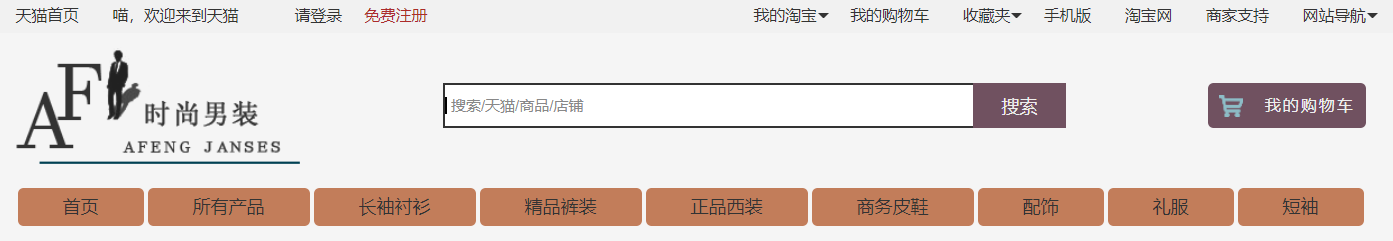 天猫首页 喵，欢迎来到天猫 请登录 免费注册 我的淘宝 我的购物车 收藏夹 手机版 淘宝网 商家支持 网站导航
AF 时尚男装
AFENG JANSES
搜索/天猫/商品/店铺 搜索 我的购物车
首页 所有产品 长袖衬衫 精品裤装 正品西装 商务皮鞋 配饰 礼服 短袖